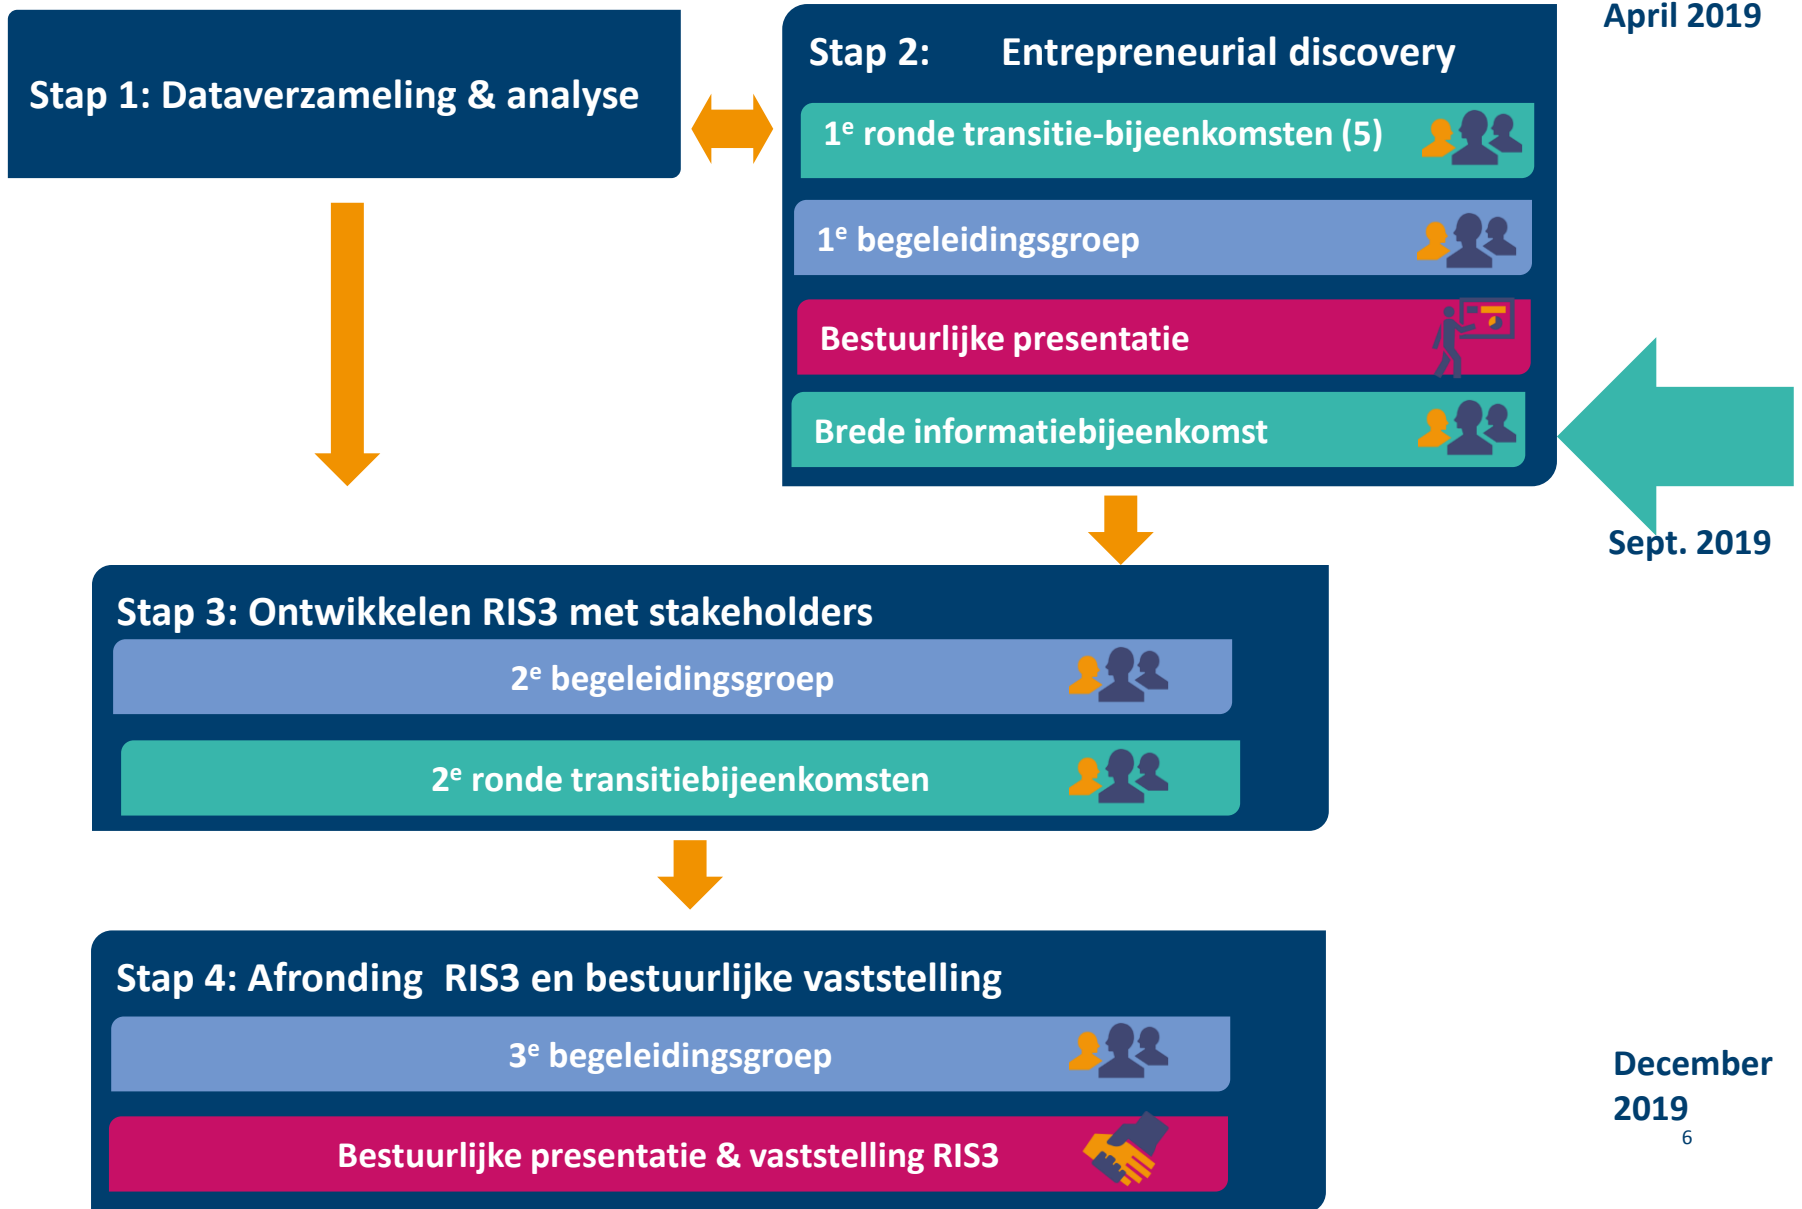 April 2019
Stap 1: Dataverzameling & analyse
Stap 2: Entrepreneurial discovery
1e ronde transitie-bijeenkomsten (5)
1e begeleidingsgroep
Bestuurlijke presentatie
Brede informatiebijeenkomst
Sept. 2019
Stap 3: Ontwikkelen RIS3 met stakeholders
2e begeleidingsgroep
2e ronde transitiebijeenkomsten
Stap 4: Afronding RIS3 en bestuurlijke vaststelling
3e begeleidingsgroep
Bestuurlijke presentatie & vaststelling RIS3
December
2019
6